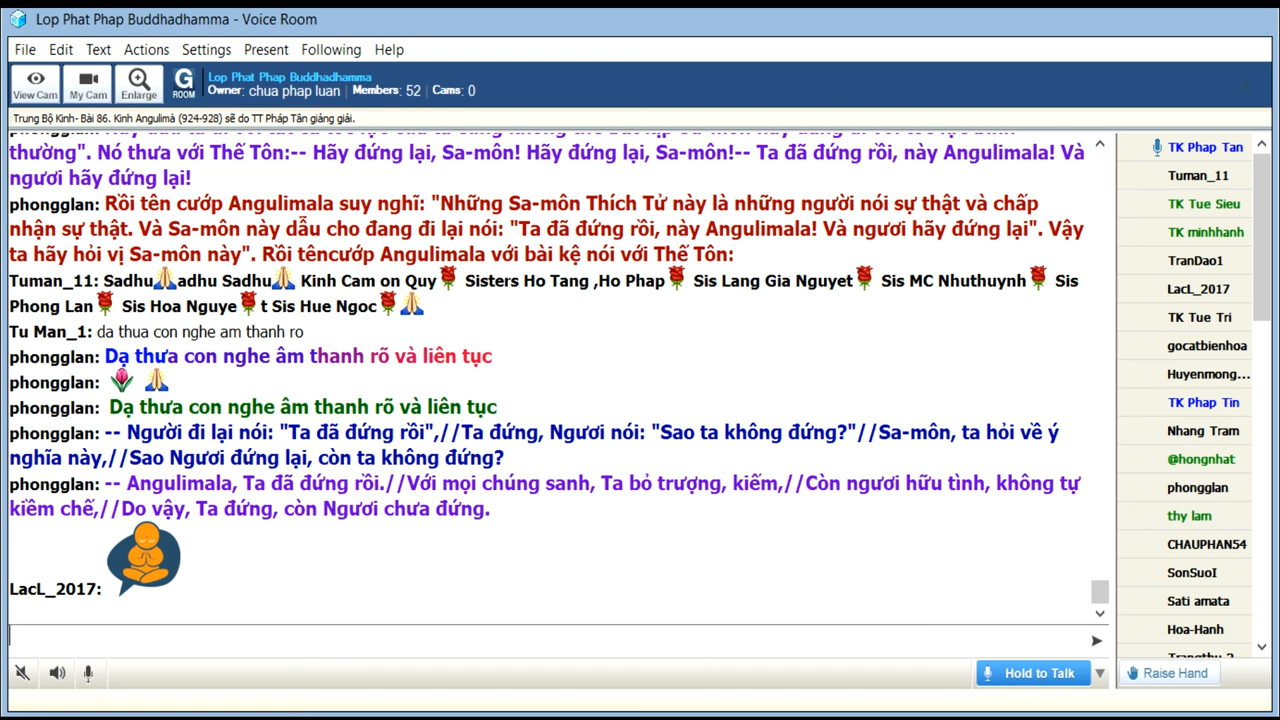 Lop Phat Phap Buddhadhamma - Voice Room
File Edit Text Actions Settings Present Following Help
View Cam My Cam Enlarge G ROOM
Lop Phat Phap Buddhadhamma
Owner: chua phap luan | Members: 52 | Cams: 0
Trung Bộ Kinh- Bài 86. Kinh Angulimà (924-928) sẽ do TT Pháp Tân giảng giải.
thường". Nó thưa với Thế Tôn:-- Hãy đứng lại, Sa-môn! Hãy đứng lại, Sa-môn!-- Ta đã đứng rồi, này Angulimala! Và
ngươi hãy đứng lại!
phongglan: Rồi tên cướp Angulimala suy nghĩ: "Những Sa-môn Thích Tử này là những người nói sự thật và chấp
nhận sự thật. Và Sa-môn này dẫu cho đang đi lại nói: "Ta đã đứng rồi, này Angulimala! Và ngươi hãy đứng lại". Vậy
ta hãy hỏi vị Sa-môn này". Rồi têncướp Angulimala với bài kệ nói với Thế Tôn:
Tuman_11: Sadhu🙏adhu Sadhu🙏 Kinh Cam on Quy🌹 Sisters Ho Tang ,Ho Phap🌹 Sis Lang Gia Nguyet🌹 Sis MC Nhuthuynh🌹 Sis
Phong Lan🌹 Sis Hoa Nguye🌹t Sis Hue Ngoc🌹🙏
Tu Man_1: da thua con nghe am thanh ro
phongglan: Dạ thưa con nghe âm thanh rõ và liên tục
phongglan: 🌷 🙏
phongglan: Dạ thưa con nghe âm thanh rõ và liên tục
phongglan: -- Người đi lại nói: "Ta đã đứng rồi",//Ta đứng, Ngươi nói: "Sao ta không đứng?"//Sa-môn, ta hỏi về ý
nghĩa này,//Sao Ngươi đứng lại, còn ta không đứng?
phongglan: -- Angulimala, Ta đã đứng rồi.//Với mọi chúng sanh, Ta bỏ trượng, kiếm,//Còn ngươi hữu tình, không tự
kiềm chế,//Do vậy, Ta đứng, còn Ngươi chưa đứng.
LacL_2017:
TK Phap Tan
Tuman_11
TK Tue Sieu
TK minhhanh
TranDao1
LacL_2017
TK Tue Tri
gocatbienhoa
Huyenmong...
TK Phap Tin
Nhang Tram
@hongnhat
phongglan
thy lam
CHAUPHAN54
SonSuoI
Sati amata
Hoa-Hanh
Hold to Talk
Raise Hand